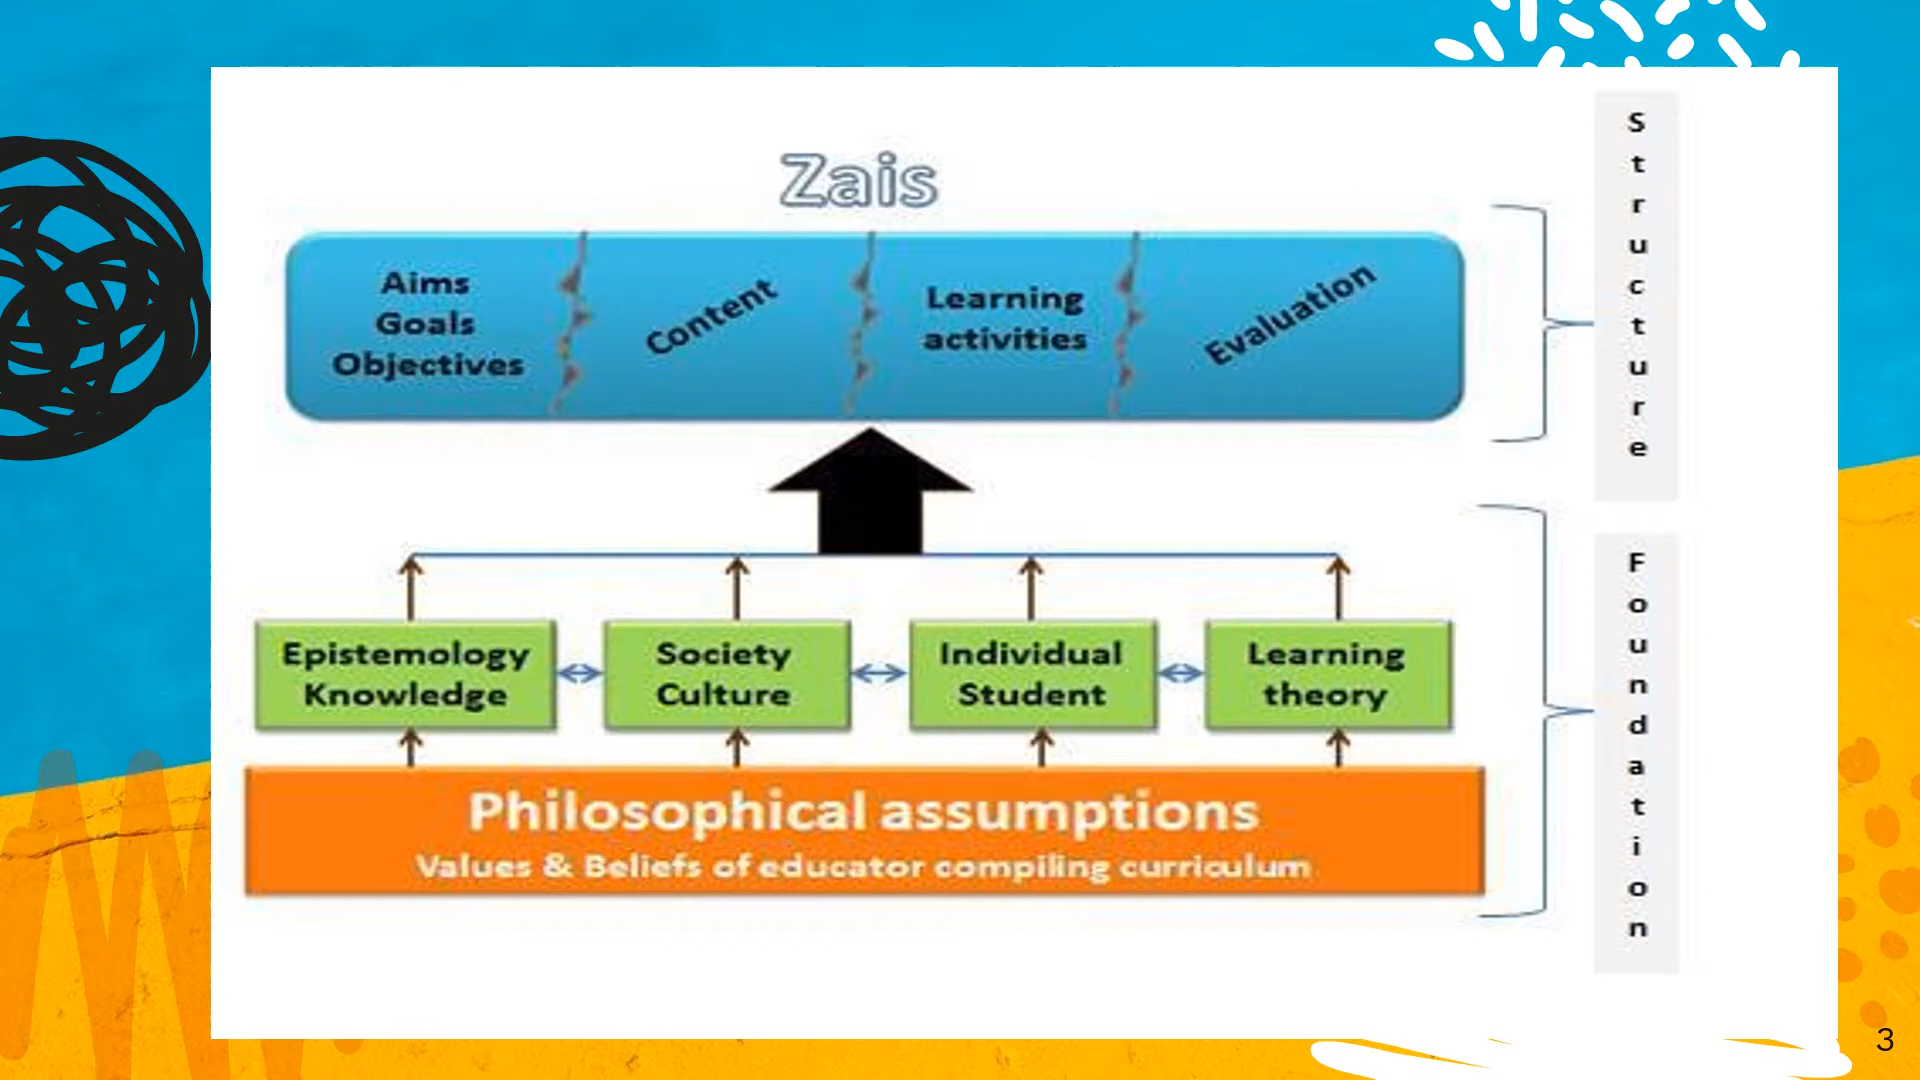 Zais
Aims
Goals
Objectives
Content
Learning
activities
Evaluation
Structure
Epistemology
Knowledge
Society
Culture
Individual
Student
Learning
theory
Philosophical assumptions
Values & Beliefs of educator compiling curriculum
Foundation
3